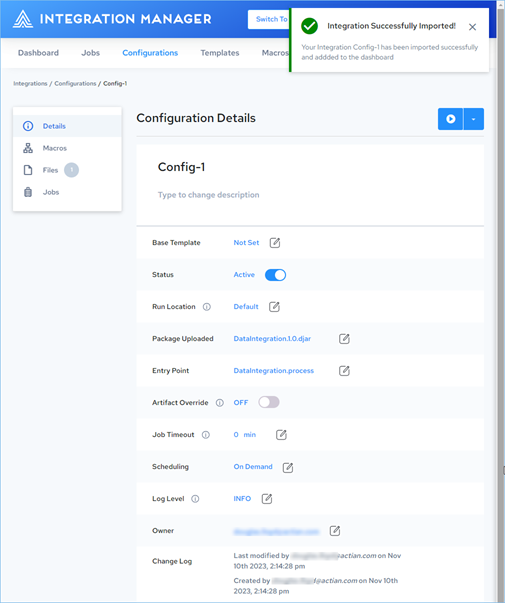 INTEGRATION MANAGER
Switch To
Integration Successfully Imported!
Your Integration Config-1 has been imported successfully
and addded to the dashboard
Dashboard Jobs Configurations Templates Macros
Integrations / Configurations / Config-1
Details
Macros
Files
Jobs
Configuration Details
Config-1
Type to change description
Base Template Not Set
Status Active
Run Location Default
Package Uploaded DataIntegration.1.0.djar
Entry Point DataIntegration.process
Artifact Override OFF
Job Timeout 0 min
Scheduling On Demand
Log Level INFO
Owner
Change Log
Last modified by actian.com on Nov
10th 2023, 2:14:28 pm
Created by @actian.com on Nov 10th
2023, 2:14:28 pm